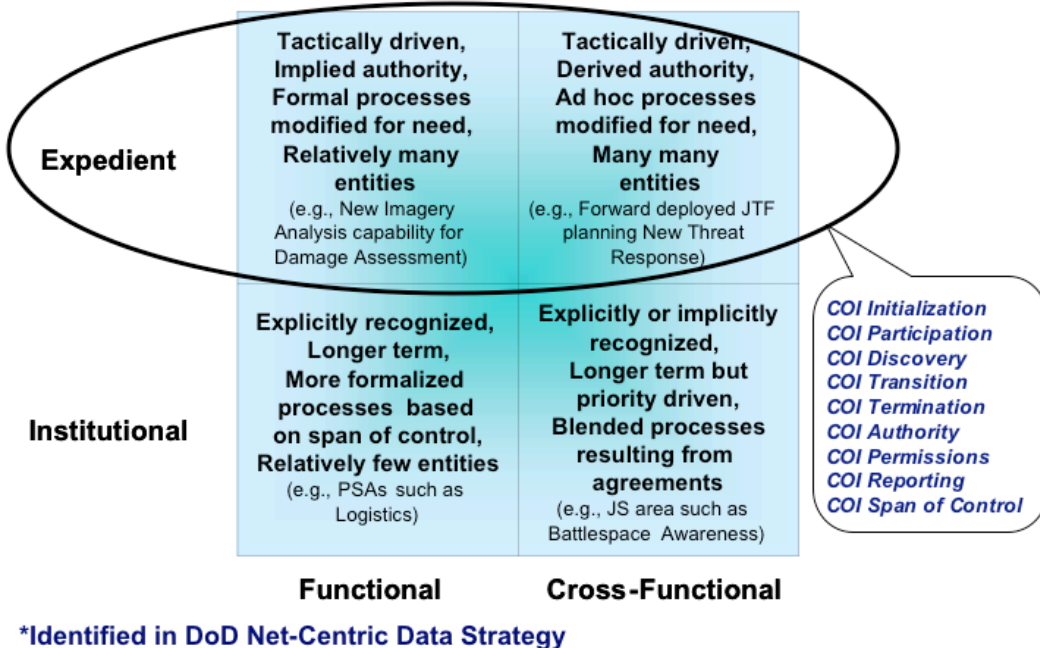 Expedient
Tactically driven,
Implied authority,
Formal processes
modified for need,
Relatively many
entities
(e.g., New Imagery
Analysis capability for
Damage Assessment)
Tactically driven,
Derived authority,
Ad hoc processes
modified for need,
Many many
entities
(e.g., Forward deployed JTF
planning New Threat
Response)
Institutional
Explicitly recognized,
Longer term,
More formalized
processes based
on span of control,
Relatively few entities
(e.g., PSAs such as
Logistics)
Explicitly or implicitly
recognized,
Longer term but
priority driven,
Blended processes
resulting from
agreements
(e.g., JS area such as
Battlespace Awareness)
COI Initialization
COI Participation
COI Discovery
COI Transition
COI Termination
COI Authority
COI Permissions
COI Reporting
COI Span of Control
Functional
Cross-Functional
*Identified in DoD Net-Centric Data Strategy